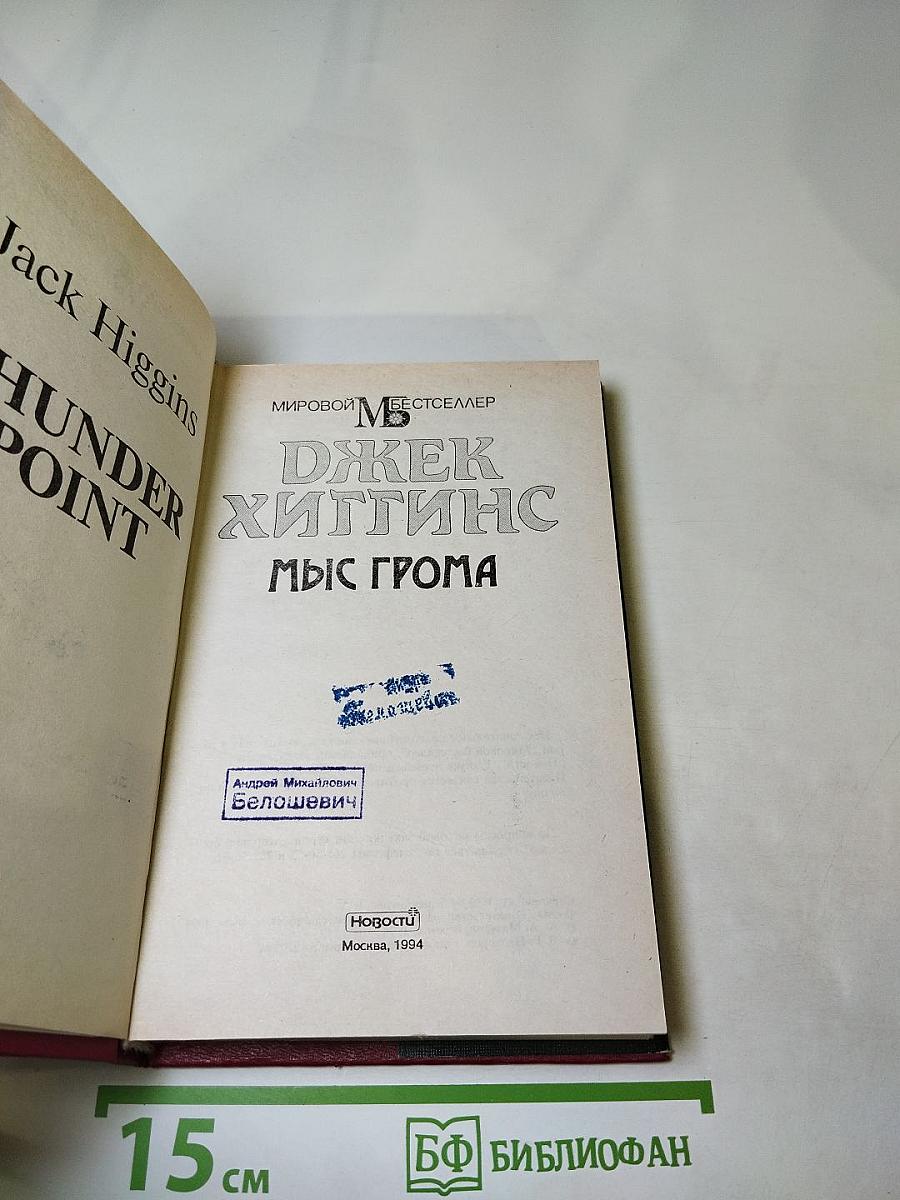 Jack Higgins
HUNDER
POINT
МИРОВОЙ МБ БЕСТСЕЛЛЕР
ДЖЕК
ХИГГИНС
МЫС ГРОМА
Андрей Михайлович
Белошевич
Новости
Москва, 1994
15 см
БФ БИБЛИОФАН